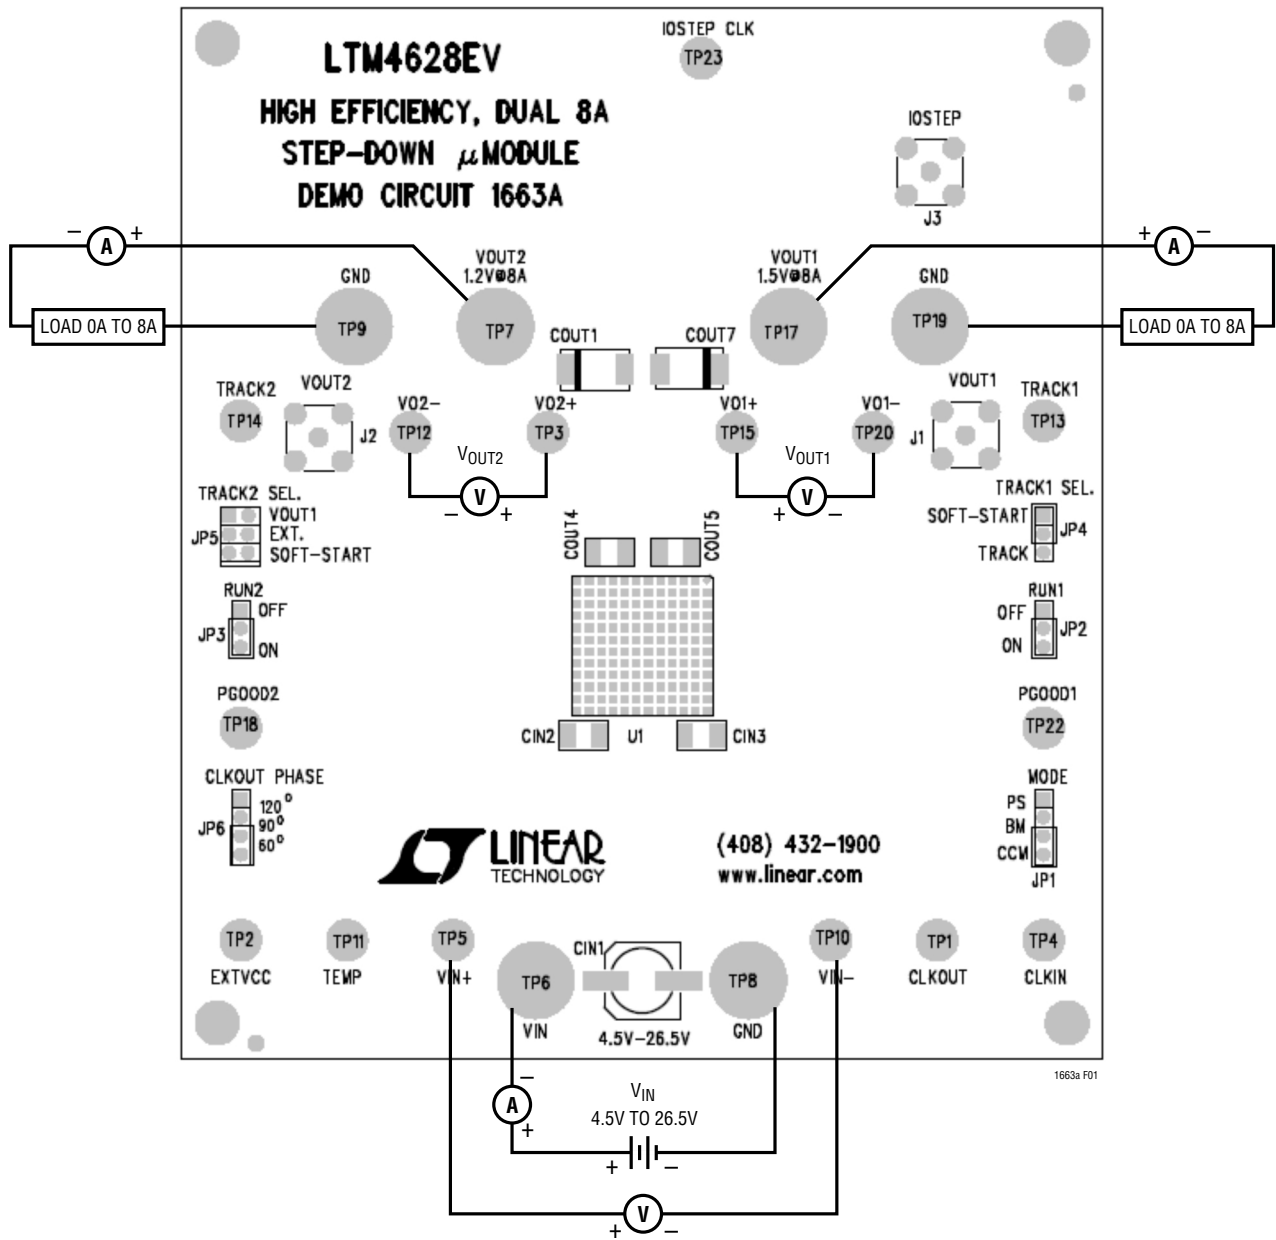 IOSTEP CLK
TP23
LTM4628EV
HIGH EFFICIENCY, DUAL 8A
STEP-DOWN µMODULE
DEMO CIRCUIT 1663A
IOSTEP
J3
− A +
+ A −
VOUT2
1.2V@8A
VOUT1
1.5V@8A
GND
GND
LOAD 0A TO 8A
TP9
TP7
TP17
TP19
LOAD 0A TO 8A
COUT1
COUT7
TRACK2
VOUT2
VO2-
VO2+
VO1+
VO1-
VOUT1
TRACK1
TP14
J2
TP12
TP3
TP15
TP20
J1
TP13
VOUT2
VOUT1
− V +
+ V −
TRACK2 SEL.
VOUT1
JP5
EXT.
SOFT-START
TRACK1 SEL.
SOFT-START
JP4
TRACK
COUT4
COUT5
RUN2
OFF
JP3
ON
RUN1
OFF
JP2
ON
PGOOD2
TP18
PGOOD1
TP22
CIN2
U1
CIN3
CLKOUT PHASE
120°
JP6
90°
60°
MODE
PS
BM
CCM
JP1
LT LINEAR
TECHNOLOGY
(408) 432-1900
www.linear.com
TP2
TP11
TP5
TP10
TP1
TP4
EXTVCC
TEMP
VIN+
VIN-
CLKOUT
CLKIN
CIN1
TP6
TP8
VIN
GND
4.5V-26.5V
1663a F01
−
A
+
VIN
4.5V TO 26.5V
+ −
+ V −